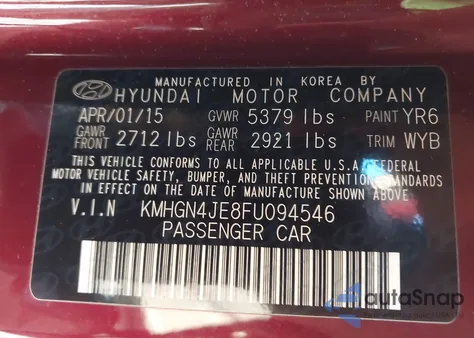 MANUFACTURED IN KOREA BY
HYUNDAI MOTOR COMPANY
APR/01/15 GVWR 5379 lbs PAINT YR6
GAWR FRONT 2712 lbs GAWR REAR 2921 lbs TRIM WYB
THIS VEHICLE CONFORMS TO ALL APPLICABLE U.S.A/FEDERAL
MOTOR VEHICLE SAFETY, BUMPER, AND THEFT PREVENTION STANDARDS
IN EFFECT ON THE DATE OF MANUFACTURE SHOWN ABOVE.
V.I.N KMHGN4JE8FU094546
PASSENGER CAR
autoSnap